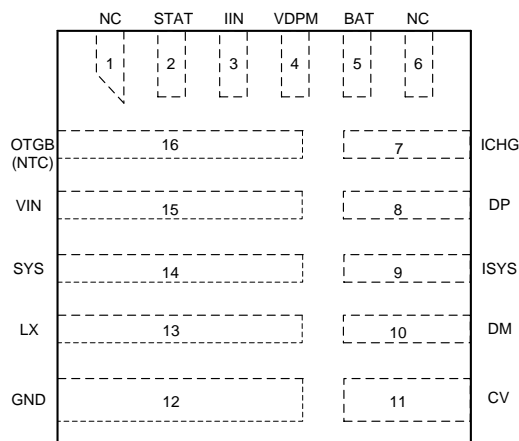 NC STAT IIN VDPM BAT NC
1 2 3 4 5 6
OTGB 16 7 ICHG
(NTC)
VIN 15 8 DP
SYS 14 9 ISYS
LX 13 10 DM
GND 12 11 CV